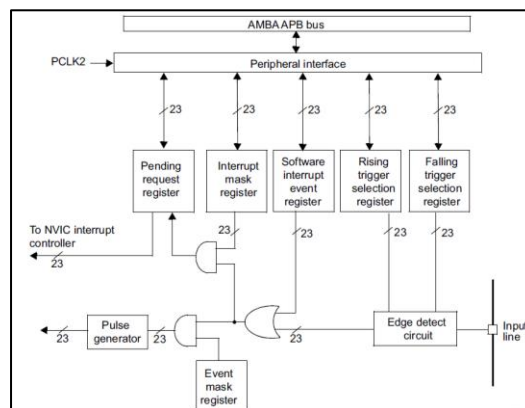 AMBA APB bus
PCLK2
Peripheral interface
23
23
23
23
23
Pending
request
register
Interrupt
mask
register
Software
interrupt
event
register
Rising
trigger
selection
register
Falling
trigger
selection
register
To NVIC interrupt
controller
23
23
23
23
23
Pulse
generator
23
23
23
Edge detect
circuit
Input
line
Event
mask
register